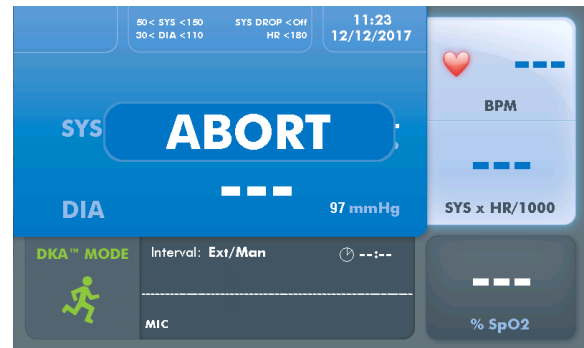 50< SYS <150 SYS DROP <Off
30< DIA <110 HR <180
11:23
12/12/2017
SYS
ABORT
DIA
---
97 mmHg
---
BPM
---
SYS x HR/1000
DKA™ MODE
Interval: Ext/Man --:--
MIC
---
% SpO2